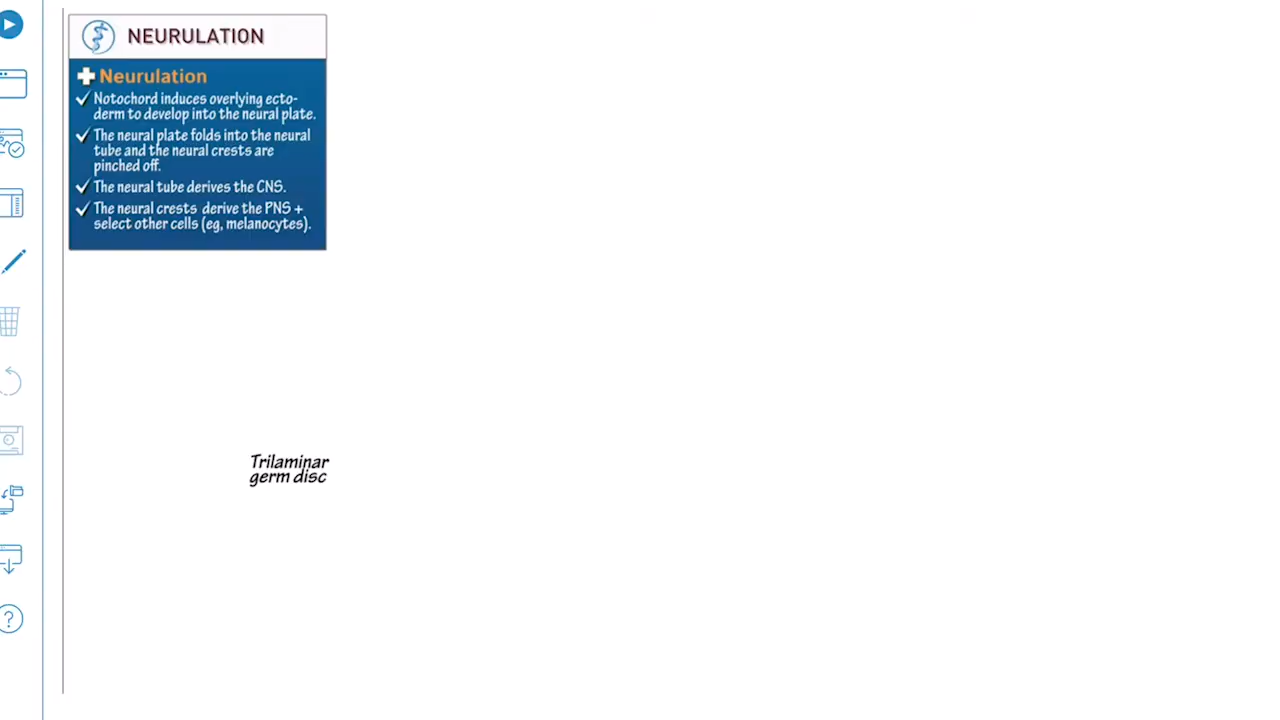 NEURULATION
Neurulation
Notochord induces overlying ecto-
derm to develop into the neural plate.
The neural plate folds into the neural
tube and the neural crests are
pinched off.
The neural tube derives the CNS.
The neural crests derive the PNS +
select other cells (eg, melanocytes).
Trilaminar
germ disc
?